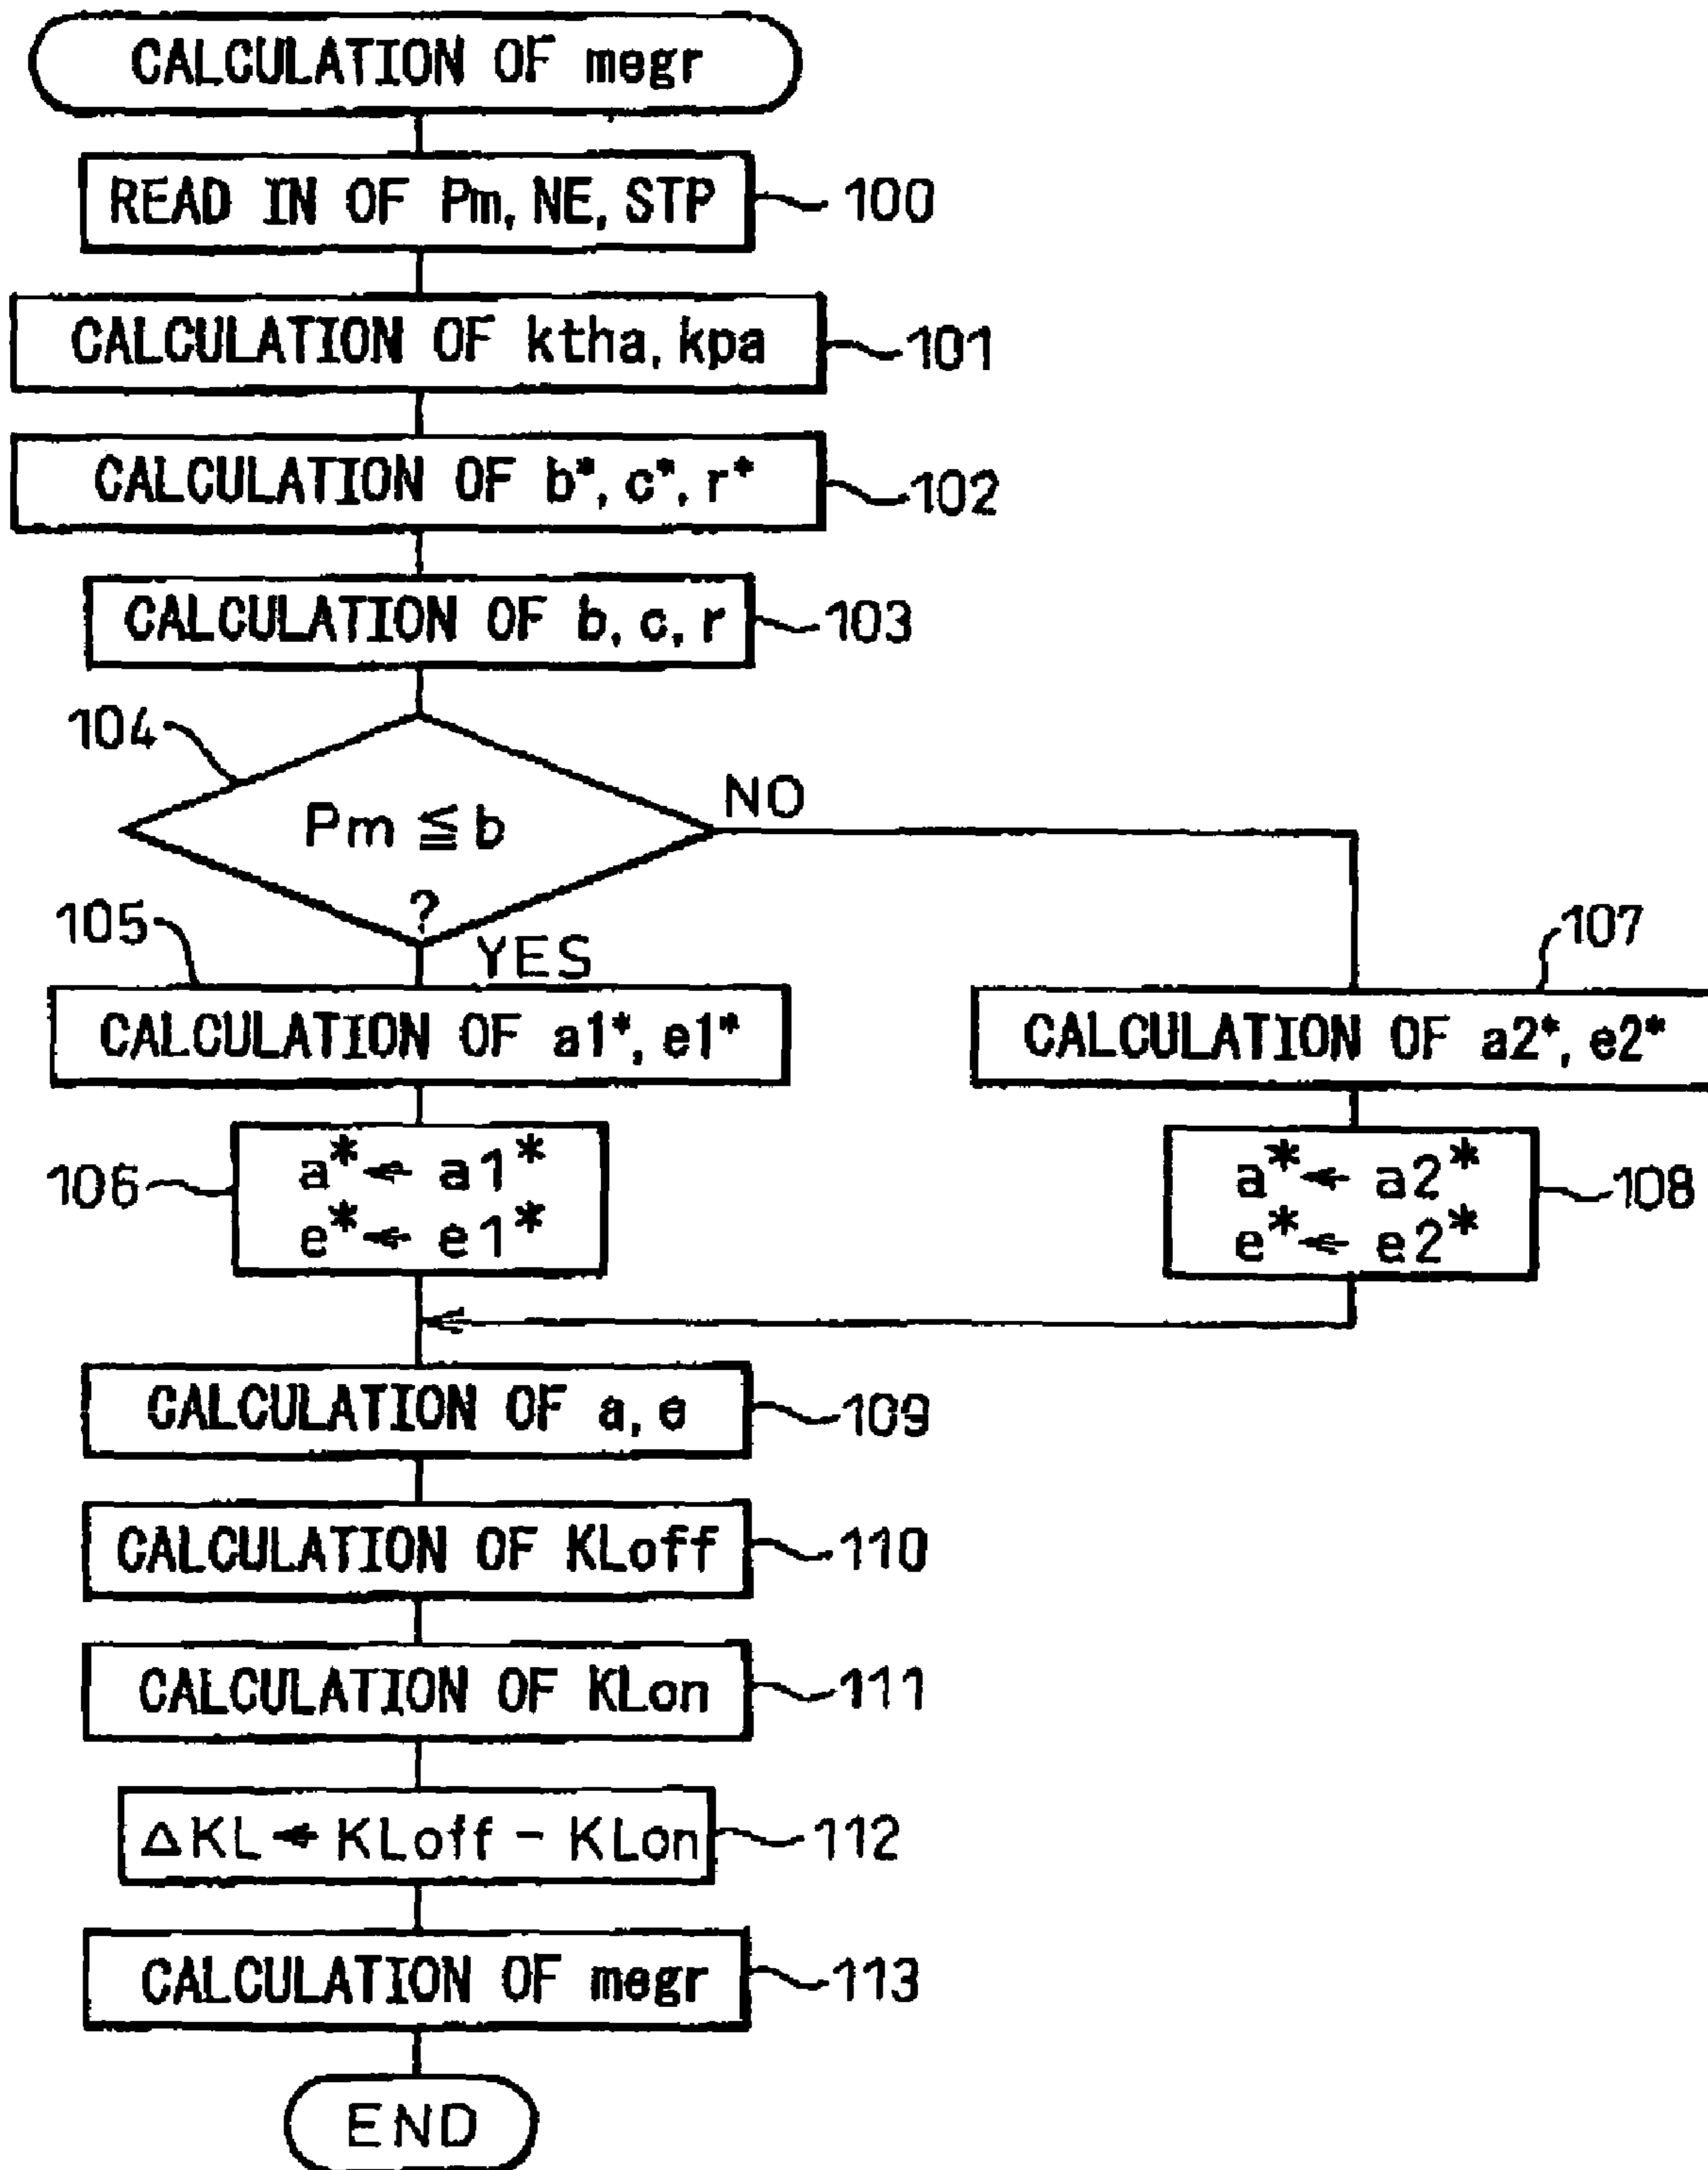 CALCULATION OF megr
READ IN OF Pm, NE, STP
100
CALCULATION OF ktha, kpa
101
CALCULATION OF b*, c*, r*
102
CALCULATION OF b, c, r
103
104
Pm ≦ b
?
NO
YES
105
CALCULATION OF a1*, e1*
107
CALCULATION OF a2*, e2*
106
a* ← a1*
e* ← e1*
a* ← a2*
e* ← e2*
108
CALCULATION OF a, e
109
CALCULATION OF KLoff
110
CALCULATION OF KLon
111
ΔKL ← KLoff - KLon
112
CALCULATION OF megr
113
END